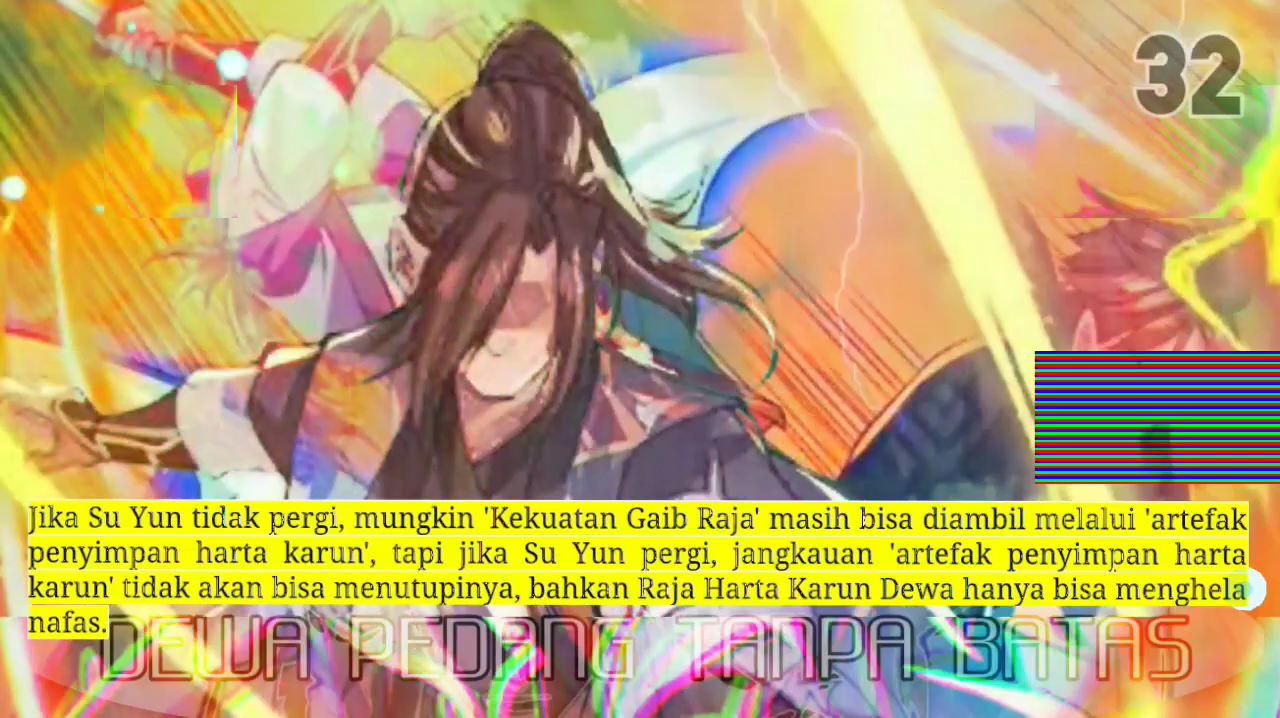 32
Jika Su Yun tidak pergi, mungkin 'Kekuatan Gaib Raja' masih bisa diambil melalui 'artefak
penyimpan harta karun', tapi jika Su Yun pergi, jangkauan 'artefak penyimpan harta
karun' tidak akan bisa menutupinya, bahkan Raja Harta Karun Dewa hanya bisa menghela
nafas.
DEWA PEDANG TANPA BATAS